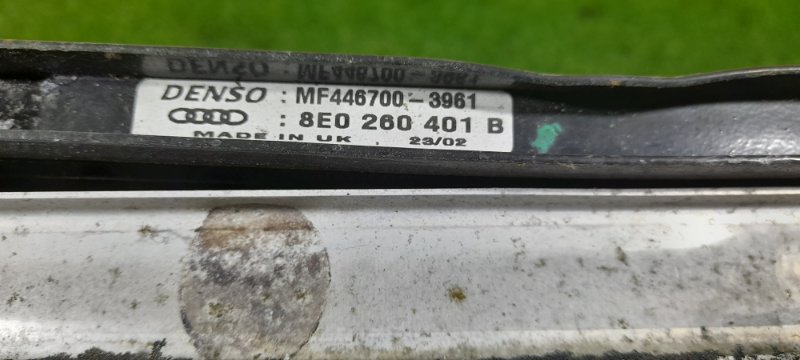 DENSO : MF446700-3961
: 8E0 260 401 B
MADE IN UK . 23/02